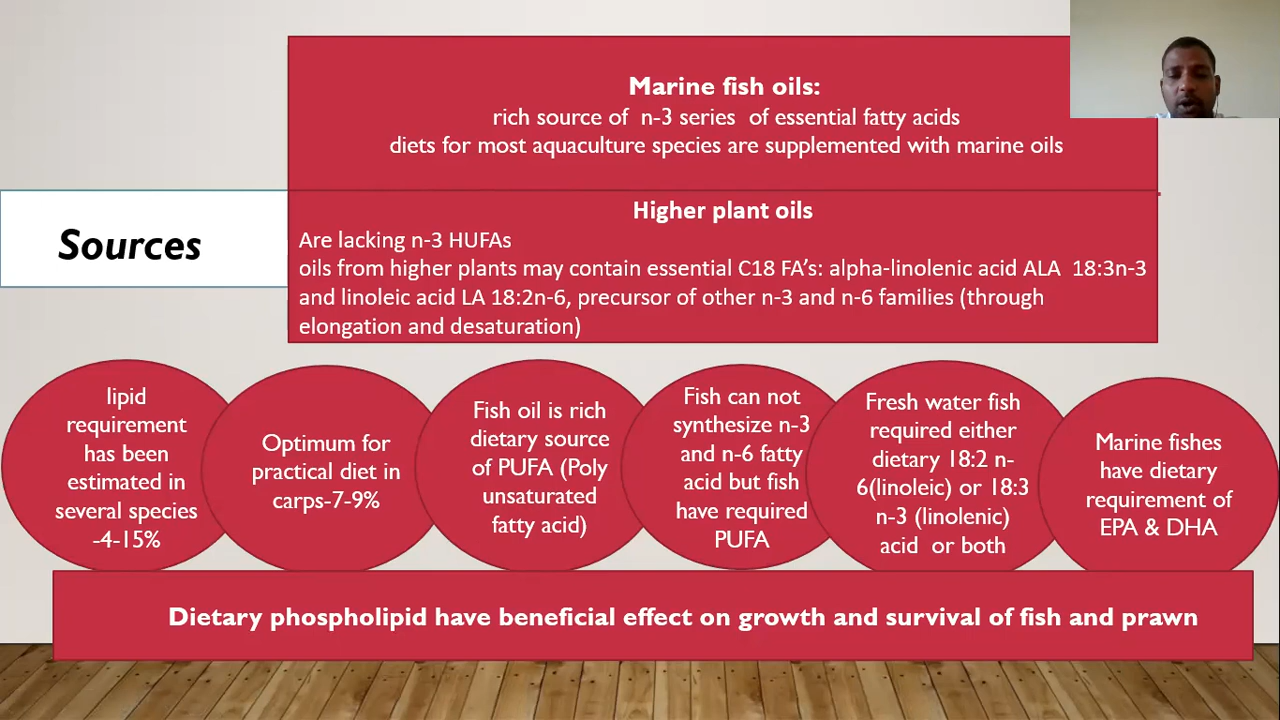 Marine fish oils:
rich source of n-3 series of essential fatty acids
diets for most aquaculture species are supplemented with marine oils
Sources
Higher plant oils
Are lacking n-3 HUFAs
oils from higher plants may contain essential C18 FA's: alpha-linolenic acid ALA 18:3n-3
and linoleic acid LA 18:2n-6, precursor of other n-3 and n-6 families (through
elongation and desaturation)
lipid
requirement
has been
estimated in
several species
-4-15%
Optimum for
practical diet in
carps-7-9%
Fish oil is rich
dietary source
of PUFA (Poly
unsaturated
fatty acid)
Fish can not
synthesize n-3
and n-6 fatty
acid but fish
have required
PUFA
Fresh water fish
required either
dietary 18:2 n-
6(linoleic) or 18:3
n-3 (linolenic)
acid or both
Marine fishes
have dietary
requirement of
EPA & DHA
Dietary phospholipid have beneficial effect on growth and survival of fish and prawn